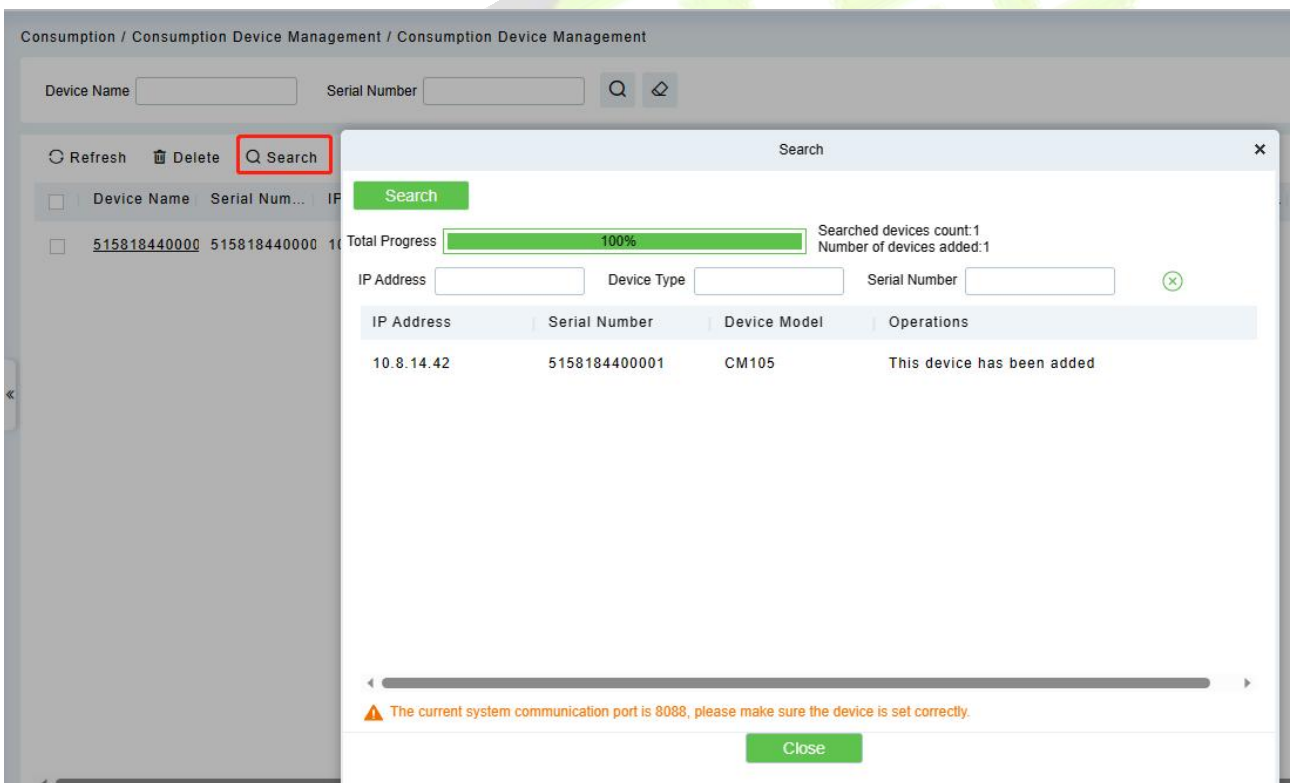 Consumption / Consumption Device Management / Consumption Device Management
Device Name Serial Number
Refresh Delete Search
Search
Device Name Serial Num... IP
Search
515818440000 515818440000 10
Total Progress 100% Searched devices count:1
Number of devices added:1
IP Address Device Type Serial Number
IP Address Serial Number Device Model Operations
10.8.14.42 5158184400001 CM105 This device has been added
The current system communication port is 8088, please make sure the device is set correctly.
Close